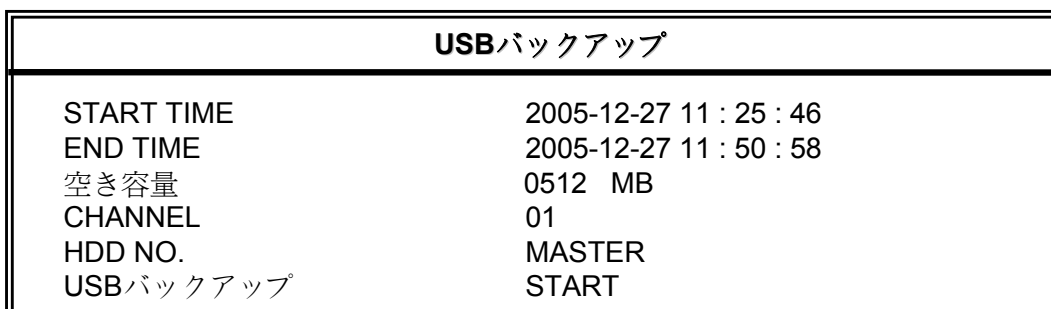 USBバックアップ
START TIME 2005-12-27 11 : 25 : 46
END TIME 2005-12-27 11 : 50 : 58
空き容量 0512 MB
CHANNEL 01
HDD NO. MASTER
USBバックアップ START